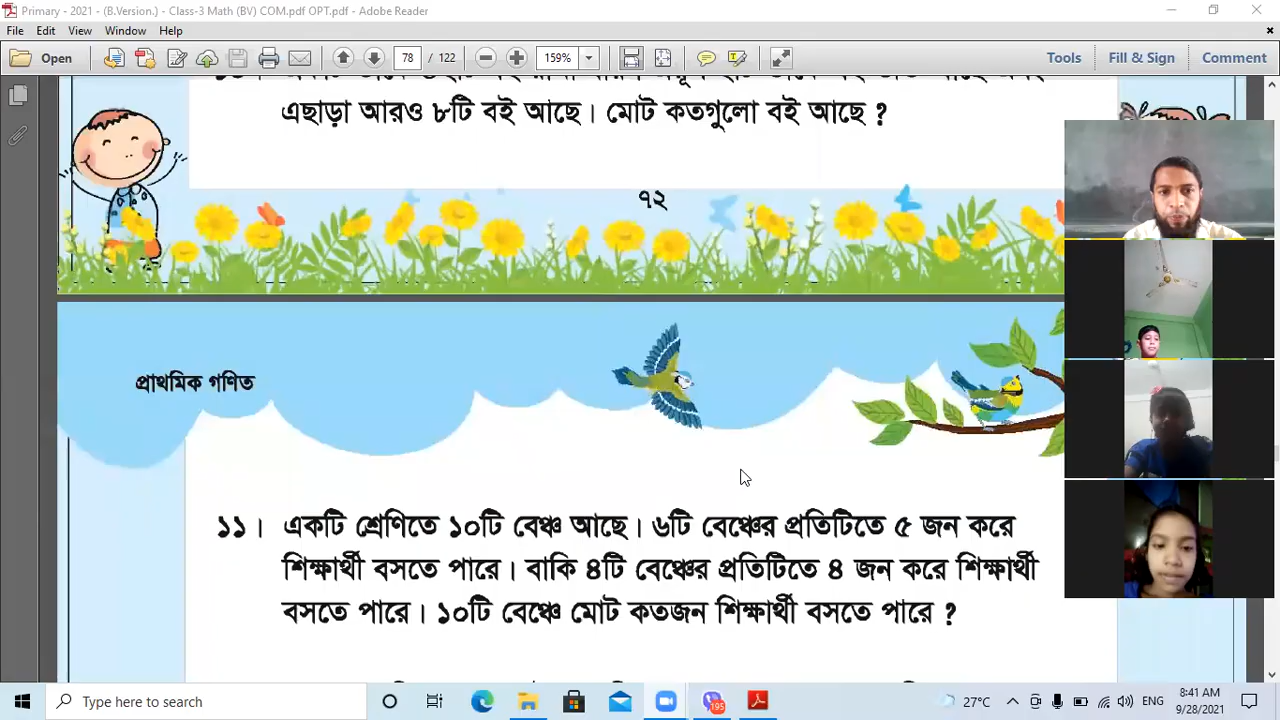 Primary - 2021 - (B.Version.) - Class-3 Math (BV) COM.pdf OPT.pdf - Adobe Reader
File Edit View Window Help
Open 78 / 122 159% Tools Fill & Sign Comment
এছাড়া আরও ৮টি বই আছে। মোট কতগুলো বই আছে ?
৭২
প্রাথমিক গণিত
১১। একটি শ্রেণিতে ১০টি বেঞ্চ আছে। ৬টি বেঞ্চের প্রতিটিতে ৫ জন করে
শিক্ষার্থী বসতে পারে। বাকি ৪টি বেঞ্চের প্রতিটিতে ৪ জন করে শিক্ষার্থী
বসতে পারে। ১০টি বেঞ্চে মোট কতজন শিক্ষার্থী বসতে পারে ?
Type here to search
195
27°C
ENG
8:41 AM
9/28/2021